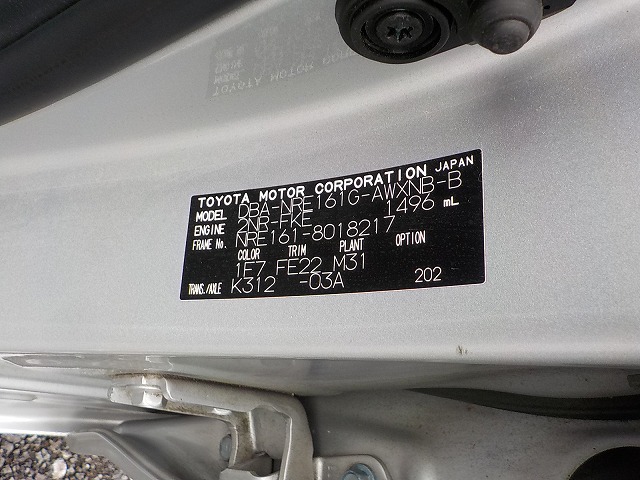 TOYOTA MOTOR CORPORATION JAPAN
MODEL DBA-NRE161G-AWXNB-B
ENGINE 2NR-FKE 1496 mL
FRAME No. NRE161-8018217
COLOR TRIM PLANT OPTION
1E7 FE22 M31
TRANS./AXLE K312 -03A 202